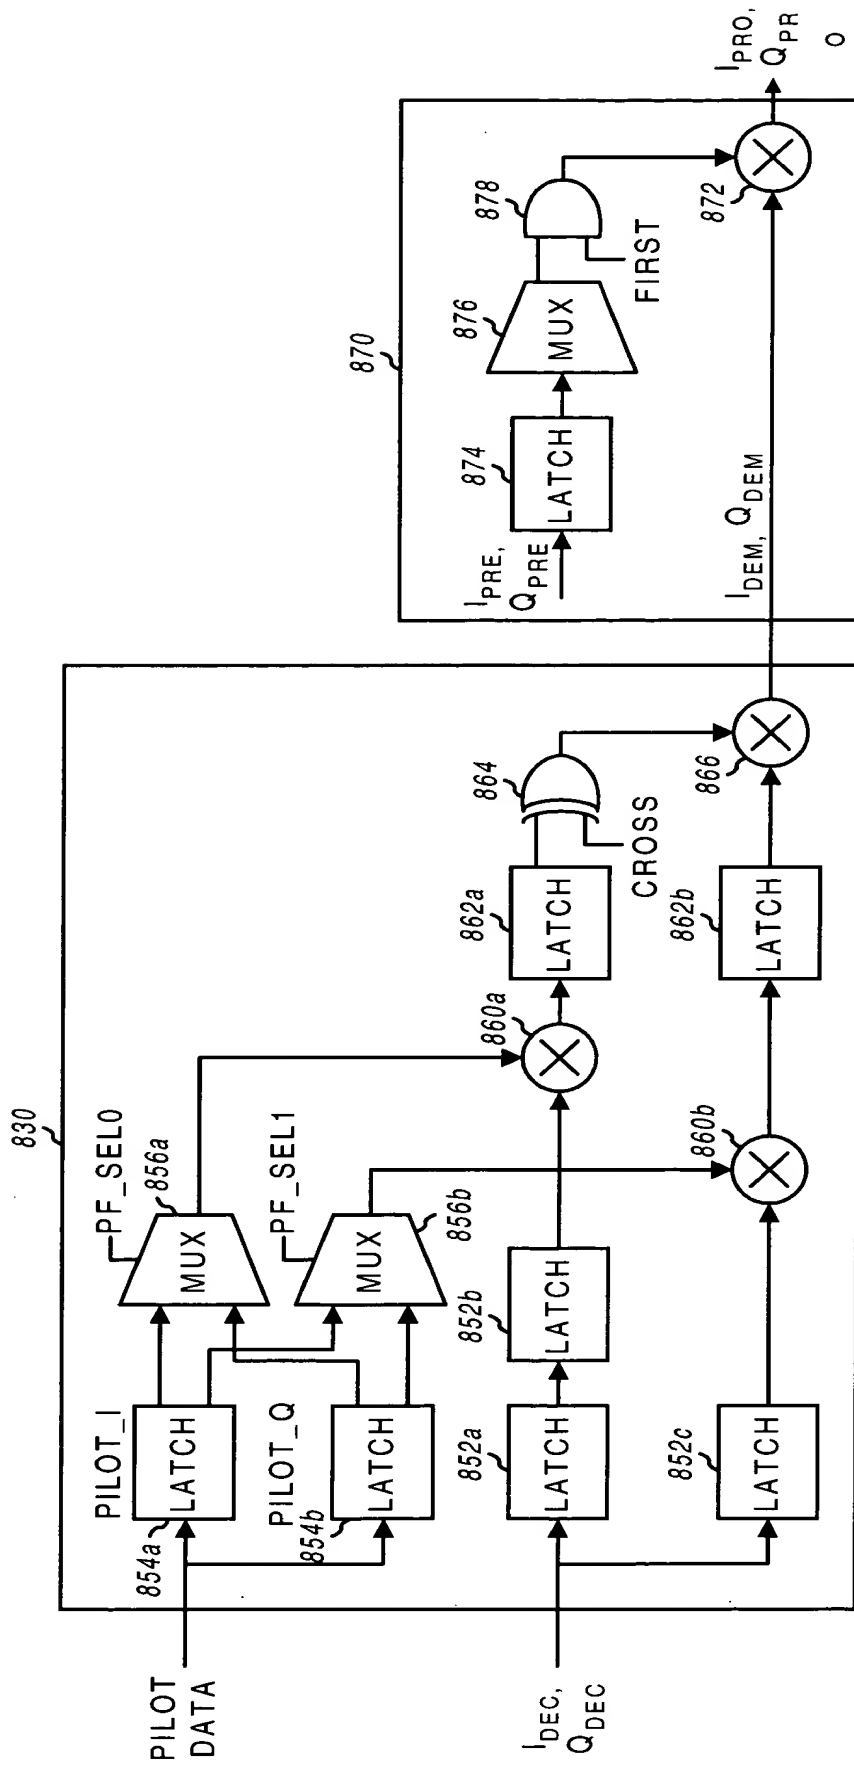 830
PILOT
DATA
854a
LATCH
PILOT_I
PILOT_Q
854b
LATCH
PF_SEL0
856a
MUX
PF_SEL1
856b
MUX
I_DEC,
Q_DEC
852a
LATCH
852b
LATCH
852c
LATCH
860a
860b
862a
LATCH
862b
LATCH
864
CROSS
866
870
I_PRE,
Q_PRE
874
LATCH
876
MUX
878
FIRST
I_DEM, Q_DEM
872
I_PRO,
Q_PR
O